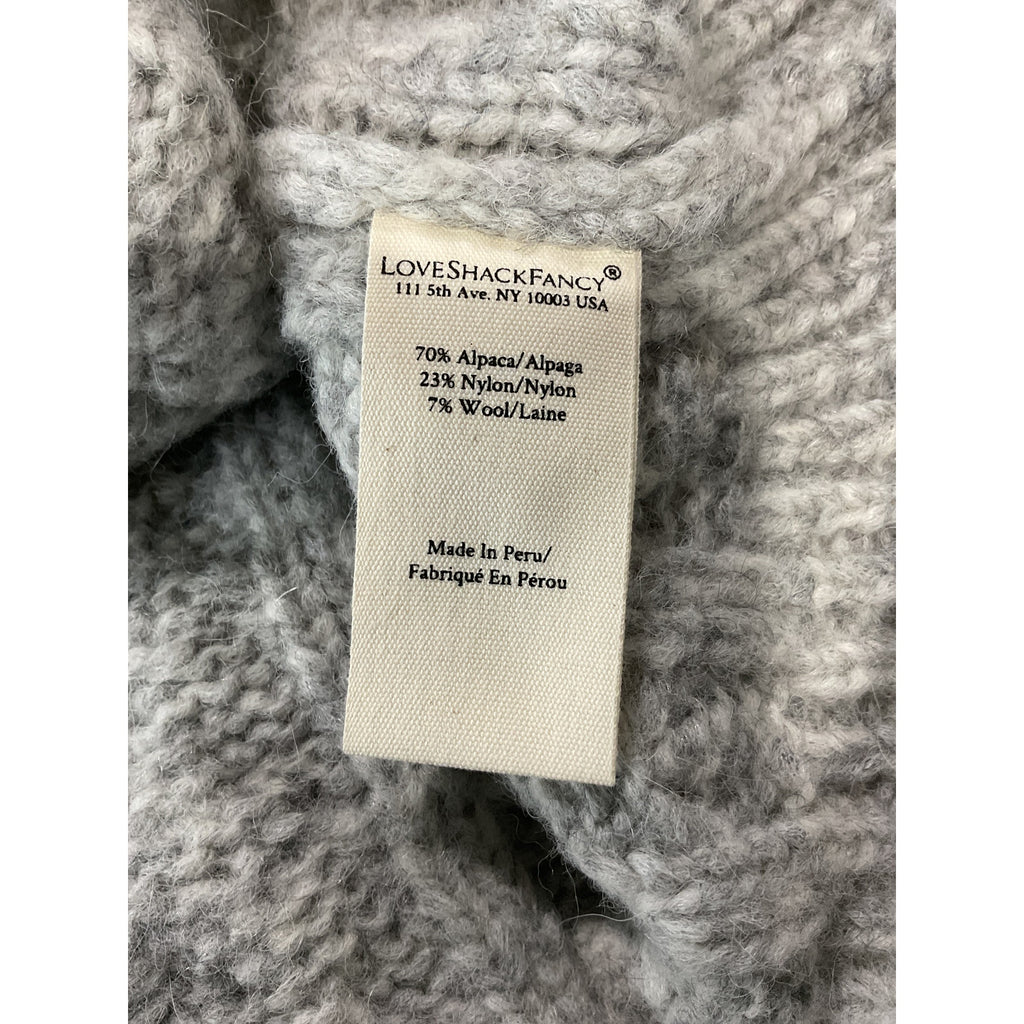 LOVESHACKFANCY®
111 5th Ave. NY 10003 USA
70% Alpaca/Alpaga
23% Nylon/Nylon
7% Wool/Laine
Made In Peru/
Fabriqué En Pérou